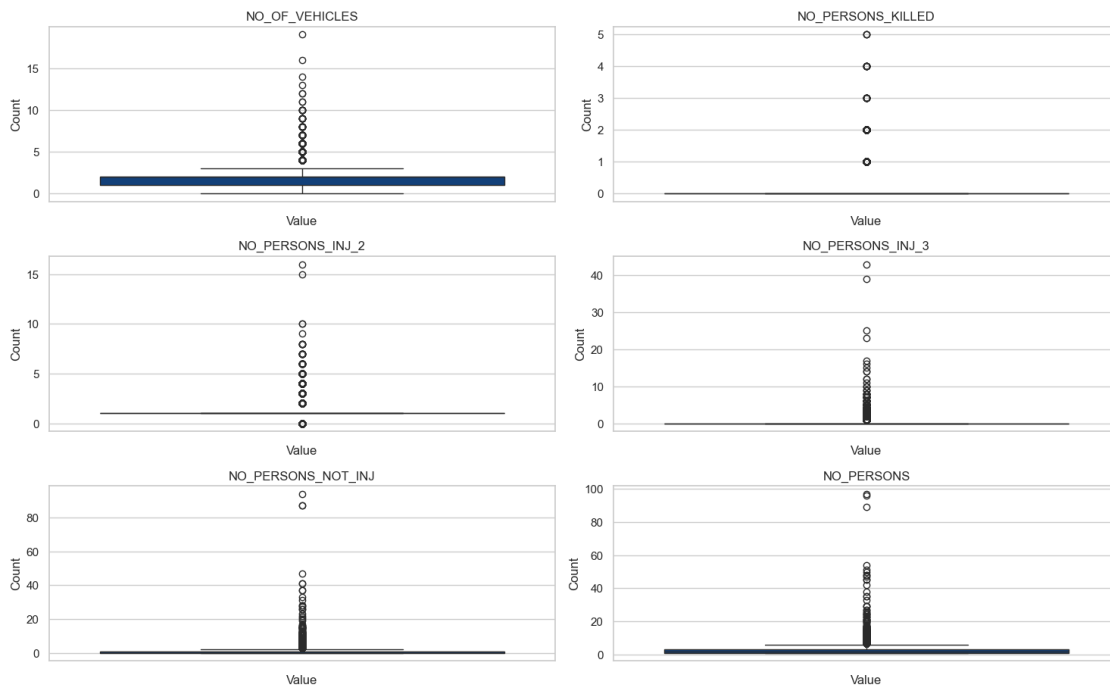 NO_OF_VEHICLES
Count
15
10
5
0
Value
NO_PERSONS_KILLED
Count
5
4
3
2
1
0
Value
NO_PERSONS_INJ_2
Count
15
10
5
0
Value
NO_PERSONS_INJ_3
Count
40
30
20
10
0
Value
NO_PERSONS_NOT_INJ
Count
80
60
40
20
0
Value
NO_PERSONS
Count
100
80
60
40
20
0
Value